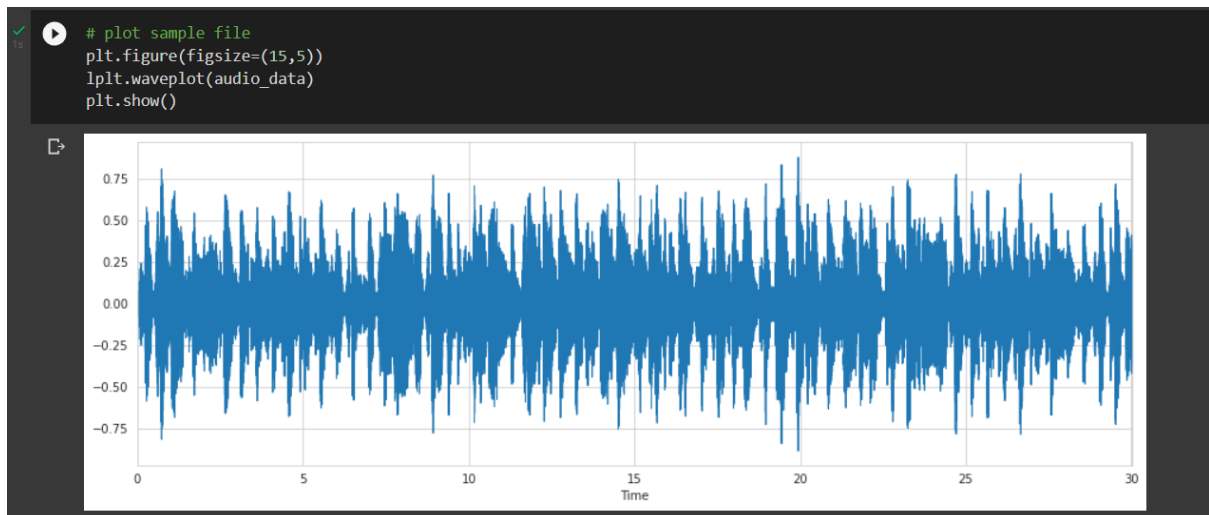 # plot sample file
1s
plt.figure(figsize=(15,5))
lplt.waveplot(audio_data)
plt.show()
0.75
0.50
0.25
0.00
−0.25
−0.50
−0.75
0 5 10 15 20 25 30
Time